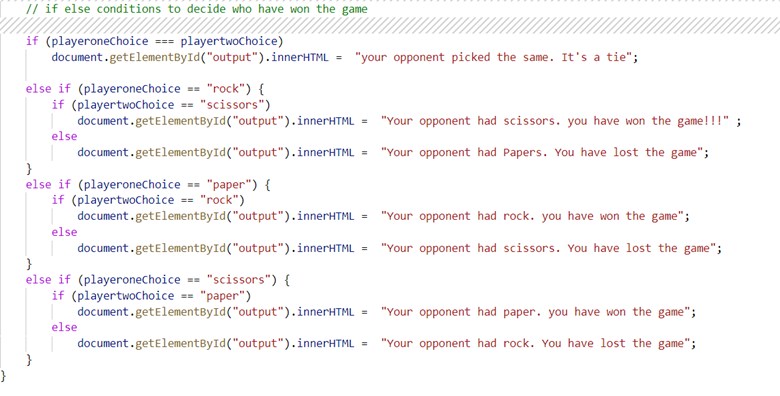 // if else conditions to decide who have won the game
if (playeroneChoice === playertwoChoice)
document.getElementById("output").innerHTML =  "your opponent picked the same. It's a tie";
else if (playeroneChoice == "rock") {
if (playertwoChoice == "scissors")
document.getElementById("output").innerHTML =  "Your opponent had scissors. you have won the game!!!" ;
else
document.getElementById("output").innerHTML =  "Your opponent had Papers. You have lost the game";
}
else if (playeroneChoice == "paper") {
if (playertwoChoice == "rock")
document.getElementById("output").innerHTML =  "Your opponent had rock. you have won the game";
else
document.getElementById("output").innerHTML =  "Your opponent had scissors. You have lost the game";
}
else if (playeroneChoice == "scissors") {
if (playertwoChoice == "paper")
document.getElementById("output").innerHTML =  "Your opponent had paper. you have won the game";
else
document.getElementById("output").innerHTML =  "Your opponent had rock. You have lost the game";
}
}